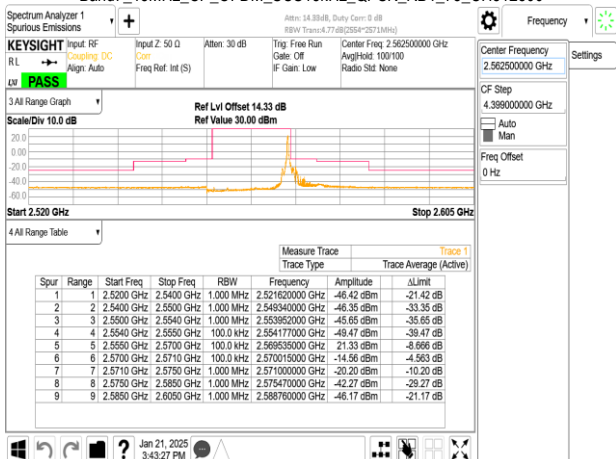 Spectrum Analyzer 1
Spurious Emissions
Attn: 14.33dB, Duty Corr: 0 dB
RBW Trans:4.77dB(2554~2571MHz)
Frequency
Settings
KEYSIGHT
RL
PASS
Input: RF
Coupling: DC
Align: Auto
Input Z: 50 Ω
Corr
Freq Ref: Int (S)
Atten: 30 dB
Trig: Free Run
Gate: Off
IF Gain: Low
Center Freq: 2.562500000 GHz
Avg|Hold: 100/100
Radio Std: None
Center Frequency
2.562500000 GHz
CF Step
4.399000000 GHz
Auto
Man
Freq Offset
0 Hz
3 All Range Graph
Scale/Div 10.0 dB
Ref Lvl Offset 14.33 dB
Ref Value 30.00 dBm
20.0
0.00
-20.0
-40.0
-60.0
Start 2.520 GHz
Stop 2.605 GHz
4 All Range Table
Measure Trace Trace 1
Trace Type Trace Average (Active)
Spur Range Start Freq Stop Freq RBW Frequency Amplitude ΔLimit
1 1 2.5200 GHz 2.5400 GHz 1.000 MHz 2.521620000 GHz -46.42 dBm -21.42 dB
2 2 2.5400 GHz 2.5500 GHz 1.000 MHz 2.549340000 GHz -46.35 dBm -33.35 dB
3 3 2.5500 GHz 2.5540 GHz 1.000 MHz 2.553952000 GHz -45.65 dBm -35.65 dB
4 4 2.5540 GHz 2.5550 GHz 100.0 kHz 2.554177000 GHz -49.47 dBm -39.47 dB
5 5 2.5550 GHz 2.5700 GHz 100.0 kHz 2.569535000 GHz 21.33 dBm -8.666 dB
6 6 2.5700 GHz 2.5710 GHz 100.0 kHz 2.570015000 GHz -14.56 dBm -4.563 dB
7 7 2.5710 GHz 2.5750 GHz 1.000 MHz 2.571000000 GHz -20.20 dBm -10.20 dB
8 8 2.5750 GHz 2.5850 GHz 1.000 MHz 2.575470000 GHz -42.27 dBm -29.27 dB
9 9 2.5850 GHz 2.6050 GHz 1.000 MHz 2.588760000 GHz -46.17 dBm -21.17 dB
Jan 21, 2025
3:43:27 PM